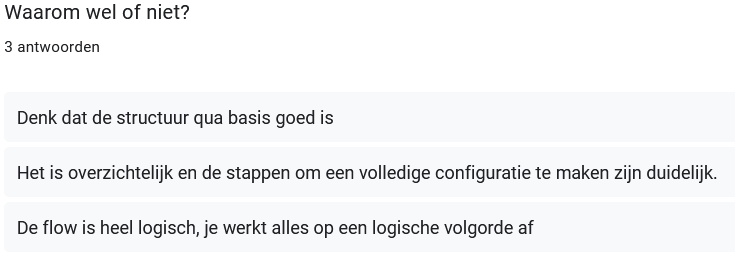 Waarom wel of niet?
3 antwoorden
Denk dat de structuur qua basis goed is
Het is overzichtelijk en de stappen om een volledige configuratie te maken zijn duidelijk.
De flow is heel logisch, je werkt alles op een logische volgorde af